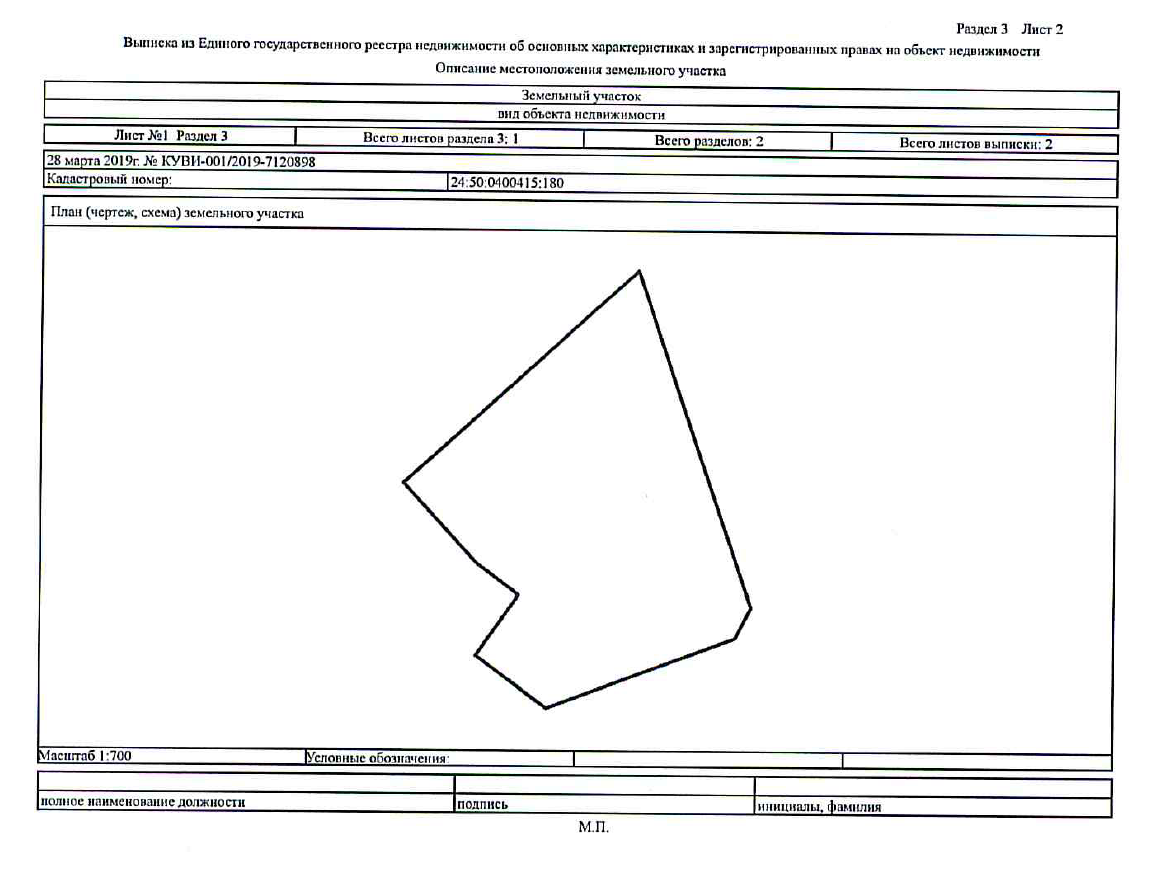 Раздел 3 Лист 2
Выписка из Единого государственного реестра недвижимости об основных характеристиках и зарегистрированных правах на объект недвижимости
Описание местоположения земельного участка
Земельный участок
вид объекта недвижимости
Лист №1 Раздел 3 Всего листов раздела 3: 1 Всего разделов: 2 Всего листов выписки: 2
28 марта 2019г. № КУВИ-001/2019-7120898
Кадастровый номер: 24:50:0400415:180
План (чертеж, схема) земельного участка
Масштаб 1:700 Условные обозначения:
полное наименование должности подпись инициалы, фамилия
М.П.